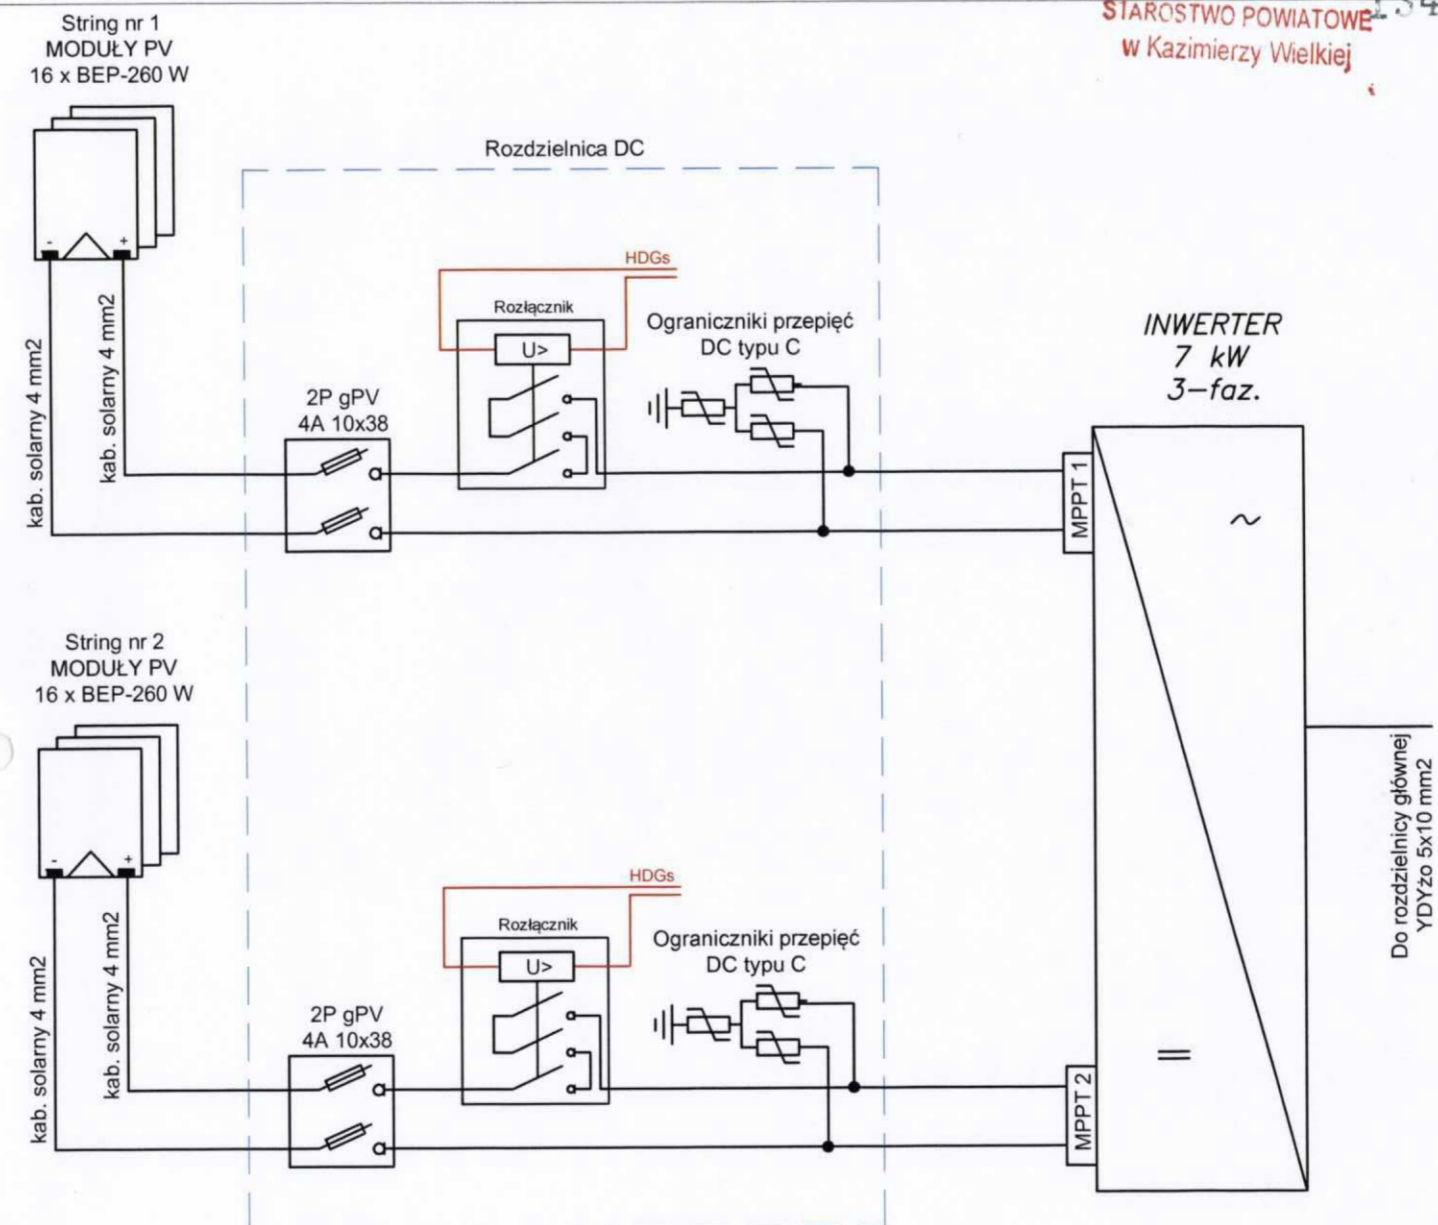 STAROSTWO POWIATOWE
w Kazimierzy Wielkiej
String nr 1
MODUŁY PV
16 x BEP-260 W
- +
kab. solarny 4 mm2
kab. solarny 4 mm2
Rozdzielnica DC
2P gPV
4A 10x38
HDGs
Rozłącznik
U>
Ograniczniki przepięć
DC typu C
MPPT 1
INWERTER
7 kW
3-faz.
~
=
String nr 2
MODUŁY PV
16 x BEP-260 W
- +
kab. solarny 4 mm2
kab. solarny 4 mm2
2P gPV
4A 10x38
HDGs
Rozłącznik
U>
Ograniczniki przepięć
DC typu C
MPPT 2
Do rozdzielnicy głównej
YDYżo 5x10 mm2